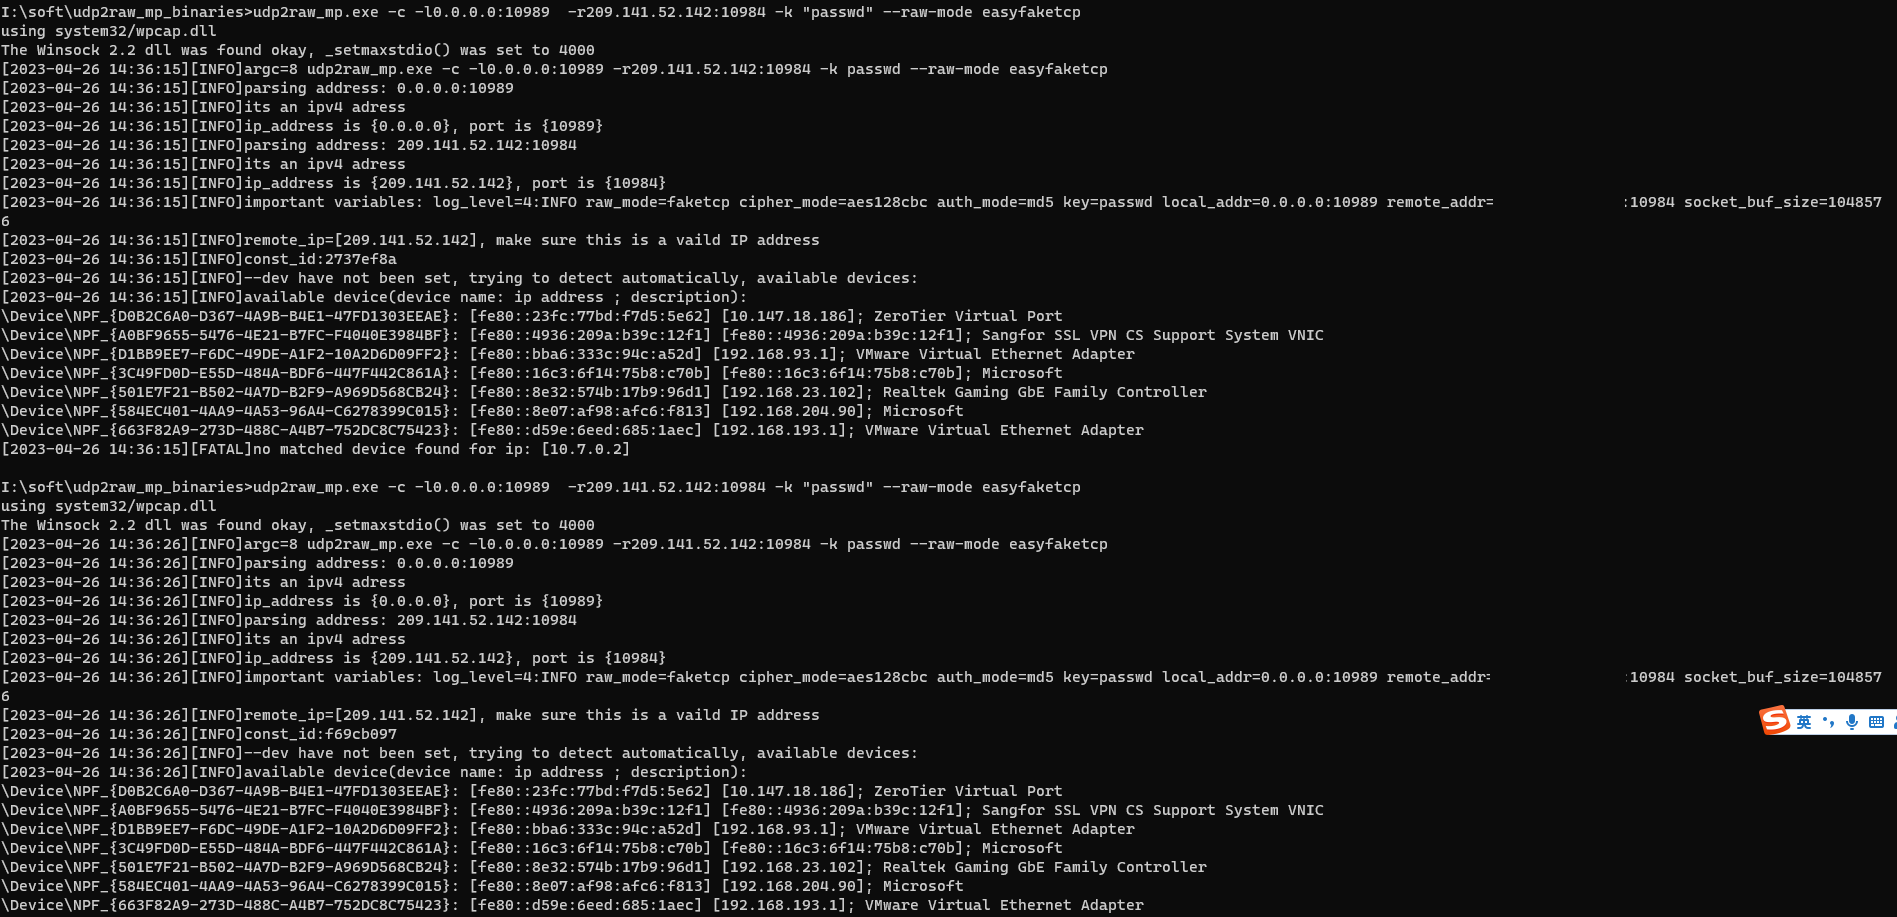 I:\soft\udp2raw_mp_binaries>udp2raw_mp.exe -c -l0.0.0.0:10989  -r209.141.52.142:10984 -k "passwd" --raw-mode easyfaketcp
using system32/wpcap.dll
The Winsock 2.2 dll was found okay, _setmaxstdio() was set to 4000
[2023-04-26 14:36:15][INFO]argc=8 udp2raw_mp.exe -c -l0.0.0.0:10989 -r209.141.52.142:10984 -k passwd --raw-mode easyfaketcp
[2023-04-26 14:36:15][INFO]parsing address: 0.0.0.0:10989
[2023-04-26 14:36:15][INFO]its an ipv4 adress
[2023-04-26 14:36:15][INFO]ip_address is {0.0.0.0}, port is {10989}
[2023-04-26 14:36:15][INFO]parsing address: 209.141.52.142:10984
[2023-04-26 14:36:15][INFO]its an ipv4 adress
[2023-04-26 14:36:15][INFO]ip_address is {209.141.52.142}, port is {10984}
[2023-04-26 14:36:15][INFO]important variables: log_level=4:INFO raw_mode=faketcp cipher_mode=aes128cbc auth_mode=md5 key=passwd local_addr=0.0.0.0:10989 remote_addr= :10984 socket_buf_size=104857
6
[2023-04-26 14:36:15][INFO]remote_ip=[209.141.52.142], make sure this is a vaild IP address
[2023-04-26 14:36:15][INFO]const_id:2737ef8a
[2023-04-26 14:36:15][INFO]--dev have not been set, trying to detect automatically, available devices:
[2023-04-26 14:36:15][INFO]available device(device name: ip address ; description):
\Device\NPF_{D0B2C6A0-D367-4A9B-B4E1-47FD1303EEAE}: [fe80::23fc:77bd:f7d5:5e62] [10.147.18.186]; ZeroTier Virtual Port
\Device\NPF_{A0BF9655-5476-4E21-B7FC-F4040E3984BF}: [fe80::4936:209a:b39c:12f1] [fe80::4936:209a:b39c:12f1]; Sangfor SSL VPN CS Support System VNIC
\Device\NPF_{D1BB9EE7-F6DC-49DE-A1F2-10A2D6D09FF2}: [fe80::bba6:333c:94c:a52d] [192.168.93.1]; VMware Virtual Ethernet Adapter
\Device\NPF_{3C49FD0D-E55D-484A-BDF6-447F442C861A}: [fe80::16c3:6f14:75b8:c70b] [fe80::16c3:6f14:75b8:c70b]; Microsoft
\Device\NPF_{501E7F21-B502-4A7D-B2F9-A969D568CB24}: [fe80::8e32:574b:17b9:96d1] [192.168.23.102]; Realtek Gaming GbE Family Controller
\Device\NPF_{584EC401-4AA9-4A53-96A4-C6278399C015}: [fe80::8e07:af98:afc6:f813] [192.168.204.90]; Microsoft
\Device\NPF_{663F82A9-273D-488C-A4B7-752DC8C75423}: [fe80::d59e:6eed:685:1aec] [192.168.193.1]; VMware Virtual Ethernet Adapter
[2023-04-26 14:36:15][FATAL]no matched device found for ip: [10.7.0.2]
I:\soft\udp2raw_mp_binaries>udp2raw_mp.exe -c -l0.0.0.0:10989  -r209.141.52.142:10984 -k "passwd" --raw-mode easyfaketcp
using system32/wpcap.dll
The Winsock 2.2 dll was found okay, _setmaxstdio() was set to 4000
[2023-04-26 14:36:26][INFO]argc=8 udp2raw_mp.exe -c -l0.0.0.0:10989 -r209.141.52.142:10984 -k passwd --raw-mode easyfaketcp
[2023-04-26 14:36:26][INFO]parsing address: 0.0.0.0:10989
[2023-04-26 14:36:26][INFO]its an ipv4 adress
[2023-04-26 14:36:26][INFO]ip_address is {0.0.0.0}, port is {10989}
[2023-04-26 14:36:26][INFO]parsing address: 209.141.52.142:10984
[2023-04-26 14:36:26][INFO]its an ipv4 adress
[2023-04-26 14:36:26][INFO]ip_address is {209.141.52.142}, port is {10984}
[2023-04-26 14:36:26][INFO]important variables: log_level=4:INFO raw_mode=faketcp cipher_mode=aes128cbc auth_mode=md5 key=passwd local_addr=0.0.0.0:10989 remote_addr= :10984 socket_buf_size=104857
6
[2023-04-26 14:36:26][INFO]remote_ip=[209.141.52.142], make sure this is a vaild IP address
[2023-04-26 14:36:26][INFO]const_id:f69cb097
[2023-04-26 14:36:26][INFO]--dev have not been set, trying to detect automatically, available devices:
[2023-04-26 14:36:26][INFO]available device(device name: ip address ; description):
\Device\NPF_{D0B2C6A0-D367-4A9B-B4E1-47FD1303EEAE}: [fe80::23fc:77bd:f7d5:5e62] [10.147.18.186]; ZeroTier Virtual Port
\Device\NPF_{A0BF9655-5476-4E21-B7FC-F4040E3984BF}: [fe80::4936:209a:b39c:12f1] [fe80::4936:209a:b39c:12f1]; Sangfor SSL VPN CS Support System VNIC
\Device\NPF_{D1BB9EE7-F6DC-49DE-A1F2-10A2D6D09FF2}: [fe80::bba6:333c:94c:a52d] [192.168.93.1]; VMware Virtual Ethernet Adapter
\Device\NPF_{3C49FD0D-E55D-484A-BDF6-447F442C861A}: [fe80::16c3:6f14:75b8:c70b] [fe80::16c3:6f14:75b8:c70b]; Microsoft
\Device\NPF_{501E7F21-B502-4A7D-B2F9-A969D568CB24}: [fe80::8e32:574b:17b9:96d1] [192.168.23.102]; Realtek Gaming GbE Family Controller
\Device\NPF_{584EC401-4AA9-4A53-96A4-C6278399C015}: [fe80::8e07:af98:afc6:f813] [192.168.204.90]; Microsoft
\Device\NPF_{663F82A9-273D-488C-A4B7-752DC8C75423}: [fe80::d59e:6eed:685:1aec] [192.168.193.1]; VMware Virtual Ethernet Adapter
S 英